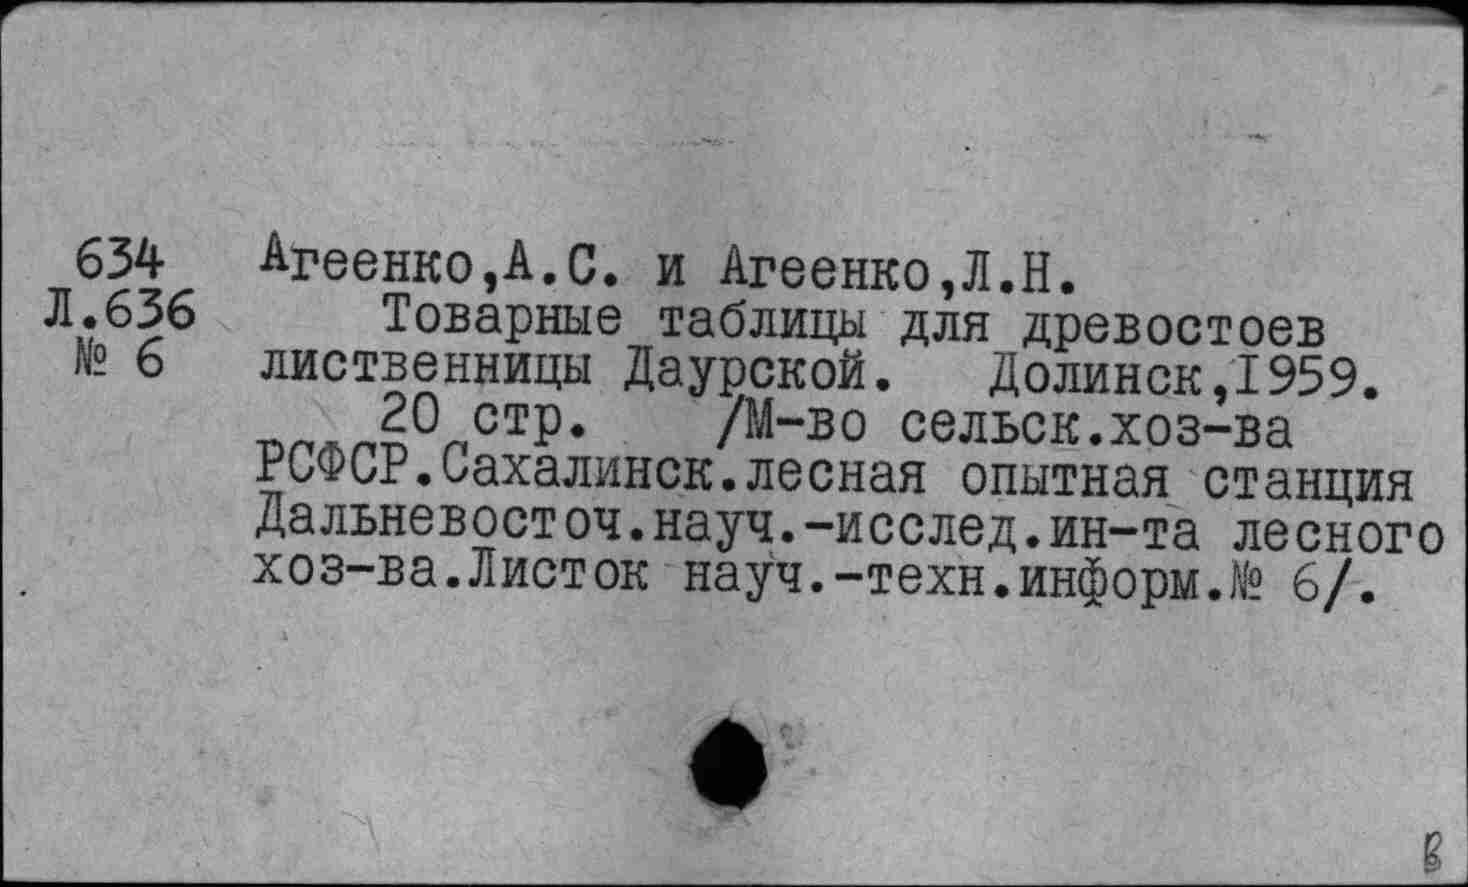 634 Агеенко,А.С. и Агеенко,Л.Н.
Л.636 Товарные таблицы для древостоев
№ 6 лиственницы Даурской. Долинск,1959.
20 стр. /М-во сельск.хоз-ва
РСФСР.Сахалинск.лесная опытная станция
Дальневосточ.науч.-исслед.ин-та лесного
хоз-ва.Листок науч.-техн.информ.№ 6/.